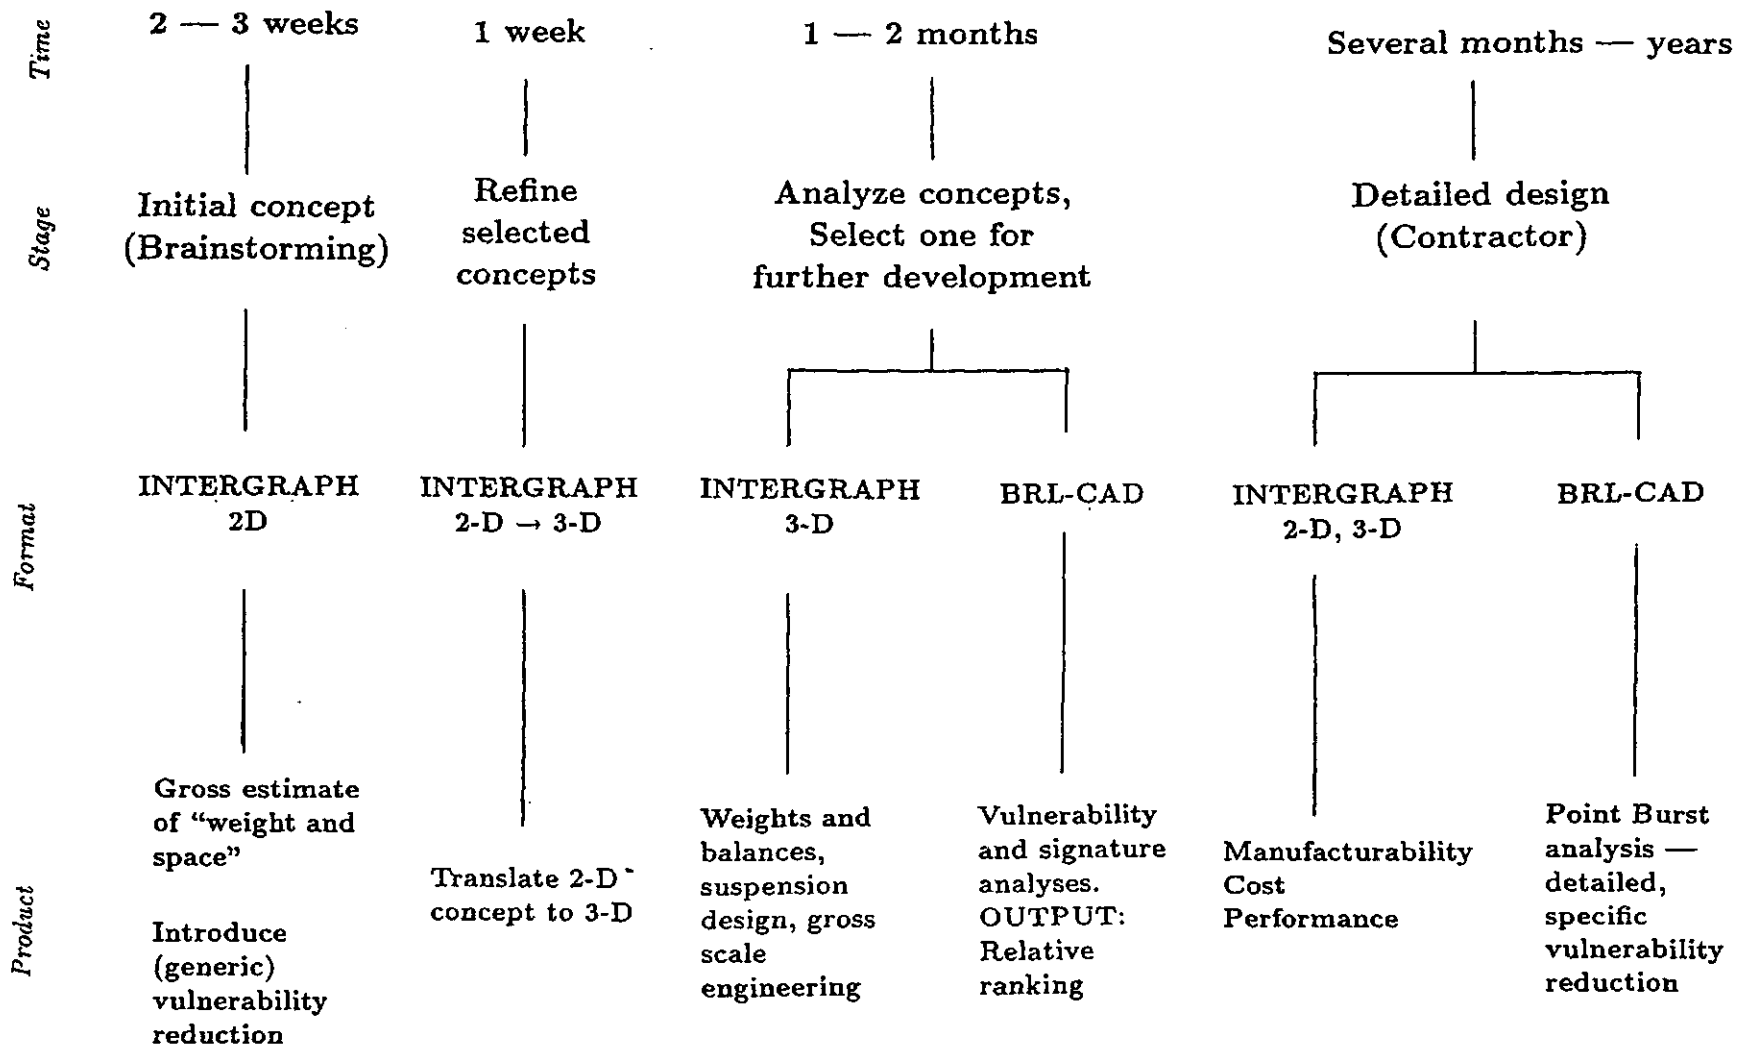 Time
2 — 3 weeks
1 week
1 — 2 months
Several months — years
Stage
Initial concept
(Brainstorming)
Refine
selected
concepts
Analyze concepts,
Select one for
further development
Detailed design
(Contractor)
Format
INTERGRAPH
2D
INTERGRAPH
2-D → 3-D
INTERGRAPH
3-D
BRL-CAD
INTERGRAPH
2-D, 3-D
BRL-CAD
Product
Gross estimate
of “weight and
space”
Introduce
(generic)
vulnerability
reduction
Translate 2-D
concept to 3-D
Weights and
balances,
suspension
design, gross
scale
engineering
Vulnerability
and signature
analyses.
OUTPUT:
Relative
ranking
Manufacturability
Cost
Performance
Point Burst
analysis —
detailed,
specific
vulnerability
reduction